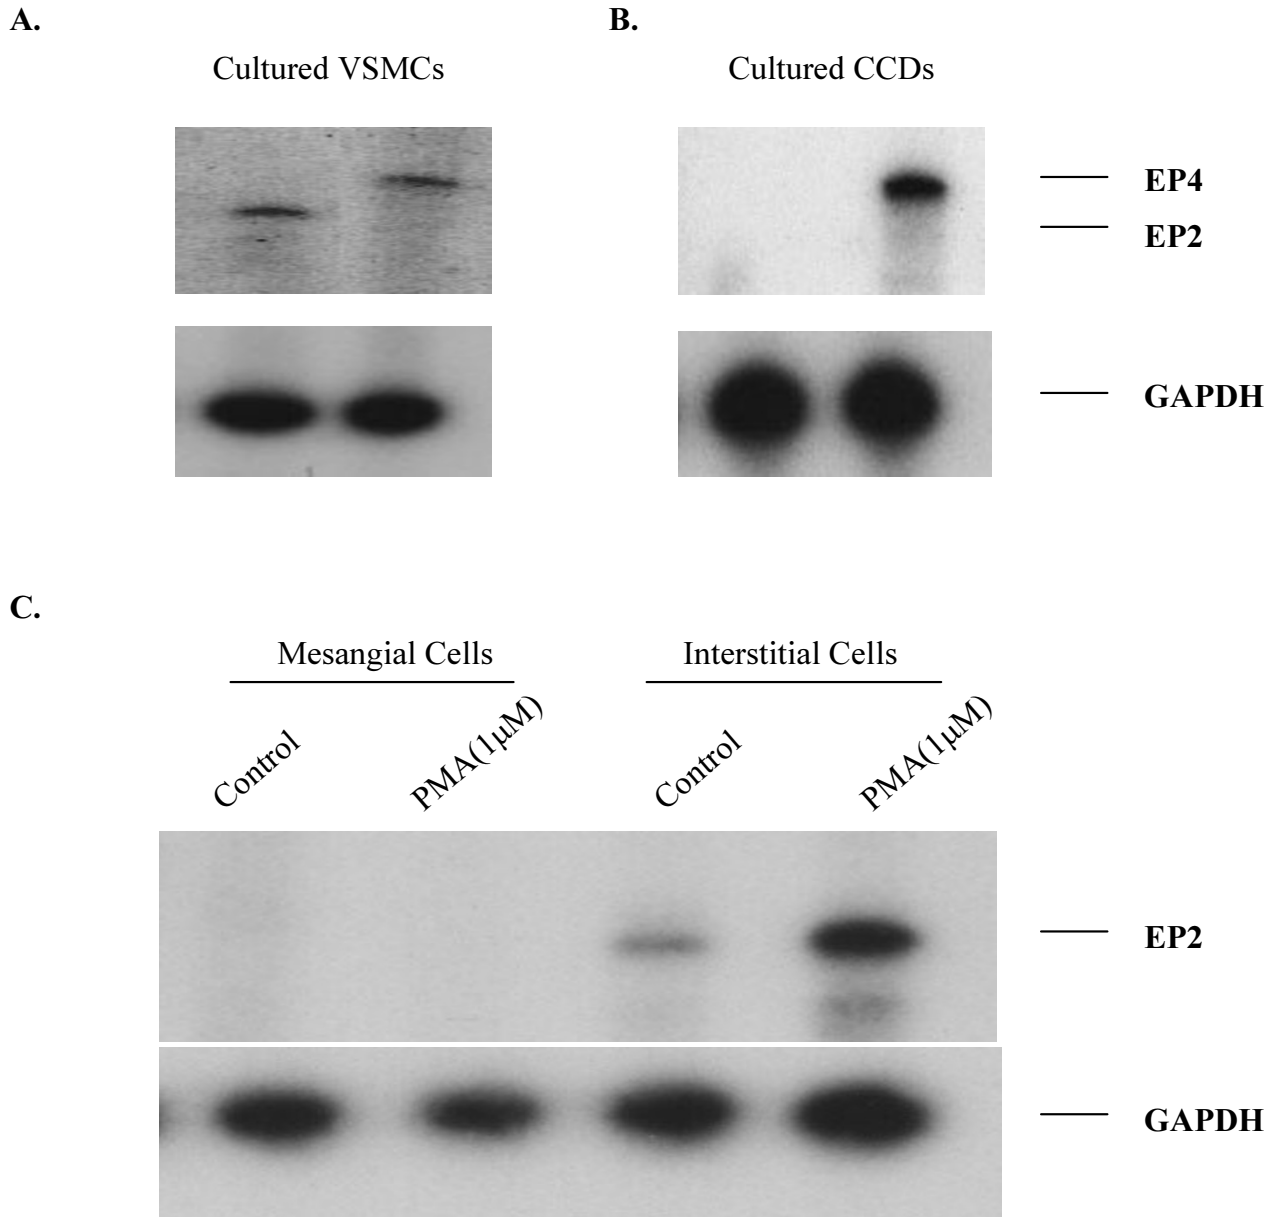 A.
B.
Cultured VSMCs
Cultured CCDs
EP4
EP2
GAPDH
C.
Mesangial Cells
Interstitial Cells
Control
PMA(1μM)
Control
PMA(1μM)
EP2
GAPDH